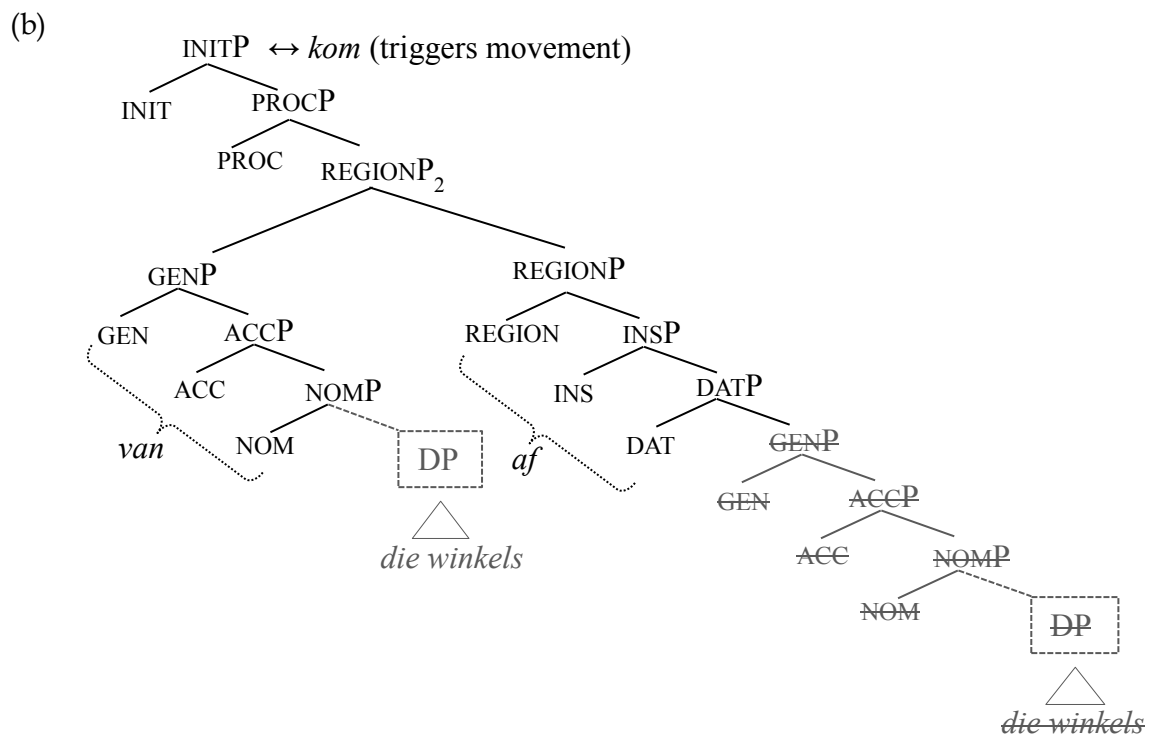 (b)
INITP ↔ kom (triggers movement)
INIT PROCP
PROC REGIONP₂
GENP REGIONP
GEN ACCP REGION INSP
ACC NOMP INS DATP
van NOM DP af DAT GENP
GEN ACCP
die winkels ACC NOMP
NOM DP
die winkels